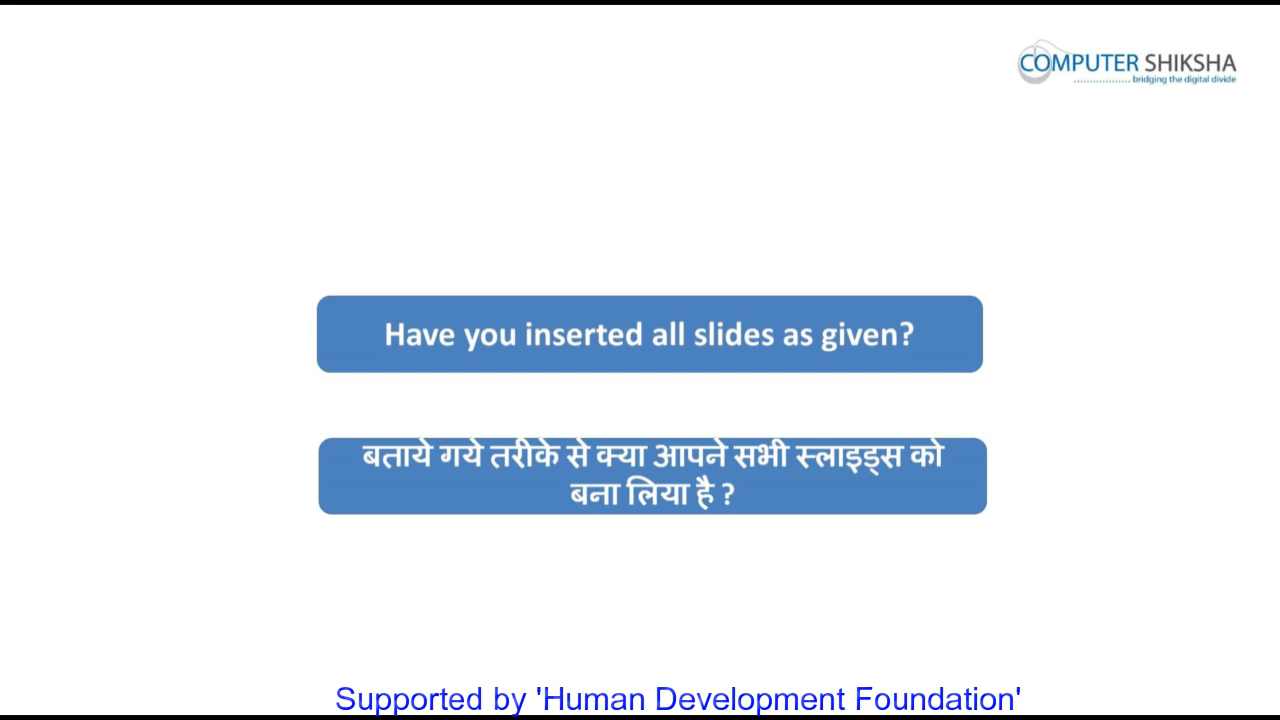 COMPUTER SHIKSHA
.................. bridging the digital divide
Have you inserted all slides as given?
बताये गये तरीके से क्या आपने सभी स्लाइड्स को
बना लिया है ?
Supported by 'Human Development Foundation'